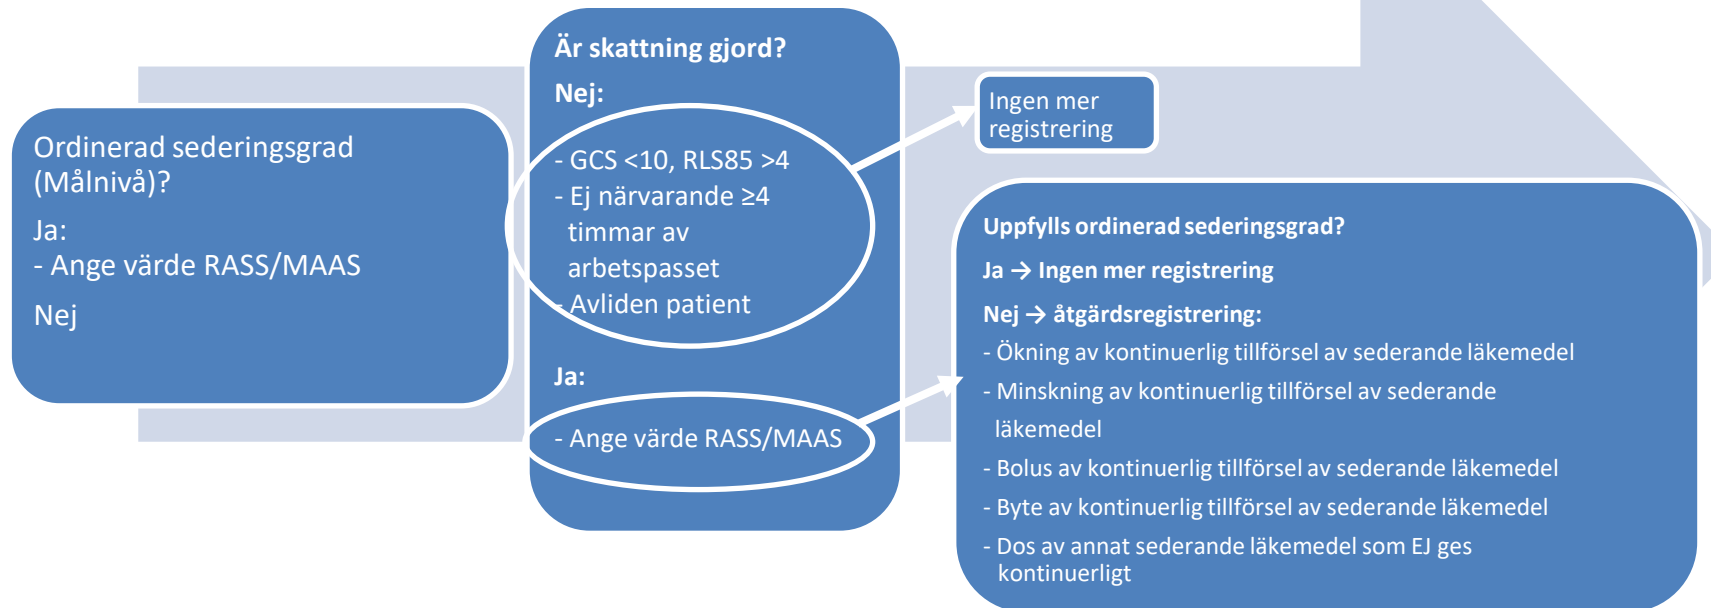 Ordinerad sederingsgrad
(Målnivå)?
Ja:
- Ange värde RASS/MAAS
Nej
Är skattning gjord?
Nej:
- GCS <10, RLS85 >4
- Ej närvarande ≥4
timmar av
arbetspasset
- Avliden patient
Ja:
- Ange värde RASS/MAAS
Ingen mer
registrering
Uppfylls ordinerad sederingsgrad?
Ja → Ingen mer registrering
Nej → åtgärdsregistrering:
- Ökning av kontinuerlig tillförsel av sederande läkemedel
- Minskning av kontinuerlig tillförsel av sederande
läkemedel
- Bolus av kontinuerlig tillförsel av sederande läkemedel
- Byte av kontinuerlig tillförsel av sederande läkemedel
- Dos av annat sederande läkemedel som EJ ges
kontinuerligt